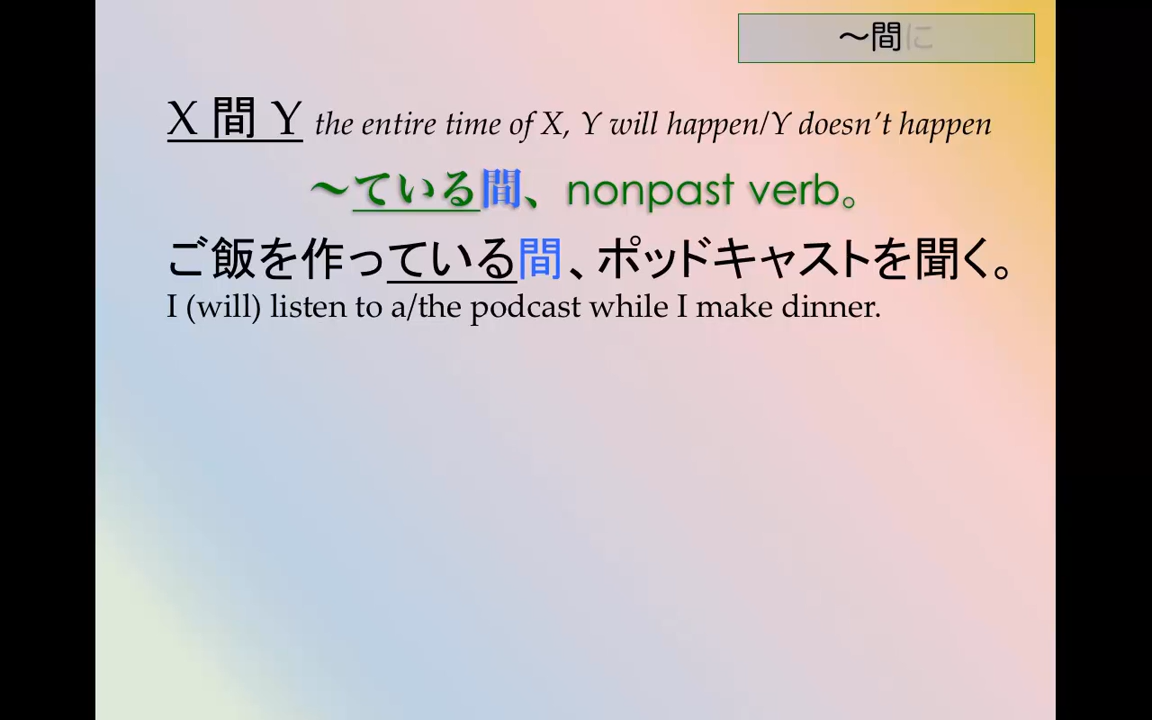 ～間に
X 間 Y the entire time of X, Y will happen/Y doesn’t happen
～ている間、nonpast verb。
ご飯を作っている間、ポッドキャストを聞く。
I (will) listen to a/the podcast while I make dinner.